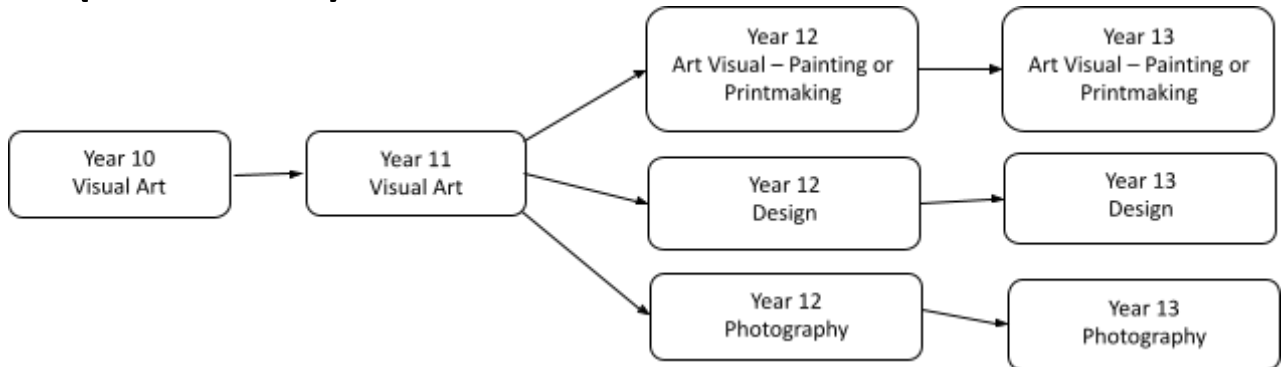 Year 10
Visual Art
Year 11
Visual Art
Year 12
Art Visual – Painting or
Printmaking
Year 13
Art Visual – Painting or
Printmaking
Year 12
Design
Year 13
Design
Year 12
Photography
Year 13
Photography